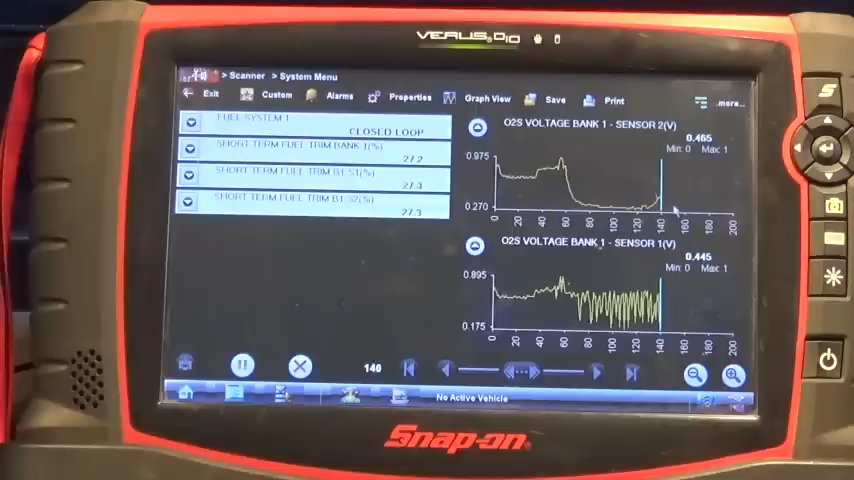 VERUS PRO
> Scanner > System Menu
Exit Custom Alarms Properties Graph View Save Print ...more...
FUEL SYSTEM 1
CLOSED LOOP
SHORT TERM FUEL TRIM BANK 1(%)
27.2
SHORT TERM FUEL TRIM B1 S1(%)
27.3
SHORT TERM FUEL TRIM B1 S2(%)
27.3
O2S VOLTAGE BANK 1 - SENSOR 2(V)
0.465
Min: 0 Max: 1
0.975
0.270
0 20 40 60 80 100 120 140 160 180 200
O2S VOLTAGE BANK 1 - SENSOR 1(V)
0.445
Min: 0 Max: 1
0.895
0.175
0 20 40 60 80 100 120 140 160 180 200
140
No Active Vehicle
Snap-on
S